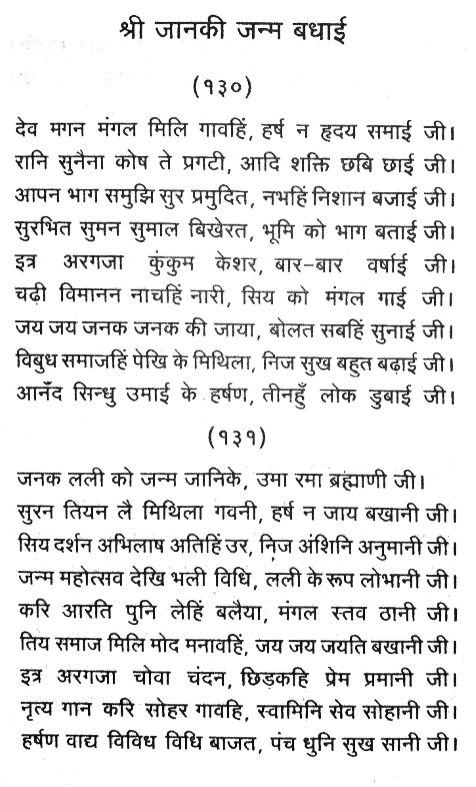 श्री जानकी जन्म बधाई
(१३०)
देव मगन मंगल मिलि गावहिं, हर्ष न हृदय समाई जी।
रानि सुनैना कोष ते प्रगटी, आदि शक्ति छबि छाई जी।
आपन भाग समुझि सुर प्रमुदित, नभहिं निशान बजाई जी।
सुरभित सुमन सुमाल बिखेरत, भूमि को भाग बताई जी।
इत्र अरगजा कुंकुम केशर, बार-बार वर्षाई जी।
चढ़ी विमानन नाचहिं नारी, सिय को मंगल गाई जी।
जय जय जनक जनक की जाया, बोलत सबहिं सुनाई जी।
विबुध समाजहिं पेखि के मिथिला, निज सुख बहुत बढ़ाई जी।
आनँद सिन्धु उमाई के हर्षण, तीनहुँ लोक डुबाई जी।
(१३१)
जनक लली को जन्म जानिके, उमा रमा ब्रह्माणी जी।
सुरन तियन लै मिथिला गवनी, हर्ष न जाय बखानी जी।
सिय दर्शन अभिलाष अतिहिं उर, निज अंशिनि अनुमानी जी।
जन्म महोत्सव देखि भली विधि, लली के रूप लोभानी जी।
करि आरति पुनि लेहिं बलैया, मंगल स्तव ठानी जी।
तिय समाज मिलि मोद मनावहिं, जय जय जयति बखानी जी।
इत्र अरगजा चोवा चंदन, छिड़कहि प्रेम प्रमानी जी।
नृत्य गान करि सोहर गावहि, स्वामिनि सेव सोहानी जी।
हर्षण वाद्य विविध विधि बाजत, पंच धुनि सुख सानी जी।